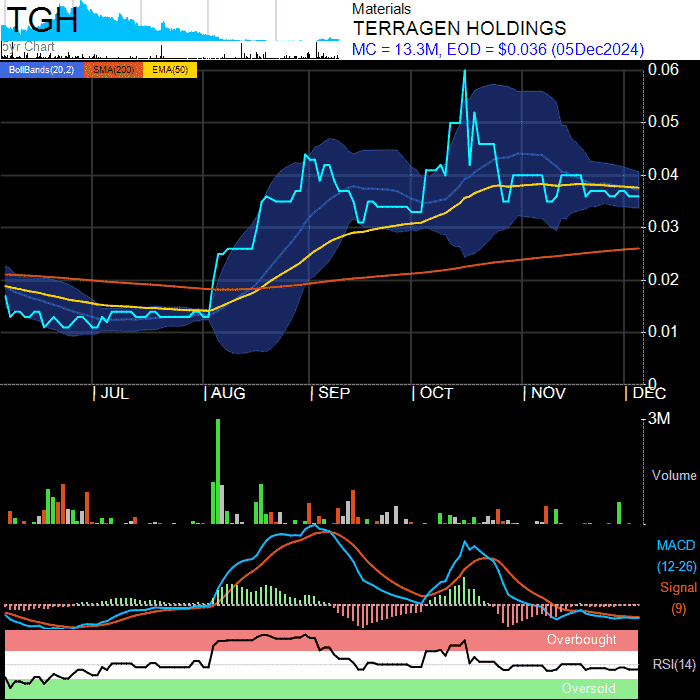 TGH
5yr Chart
Materials
TERRAGEN HOLDINGS
MC = 13.3M, EOD = $0.036 (05Dec2024)
BollBands(20,2) SMA(200) EMA(50)
0.06
0.05
0.04
0.03
0.02
0.01
0
JUL AUG SEP OCT NOV DEC
3M
Volume
MACD
(12-26)
Signal
(9)
Overbought
RSI(14)
Oversold